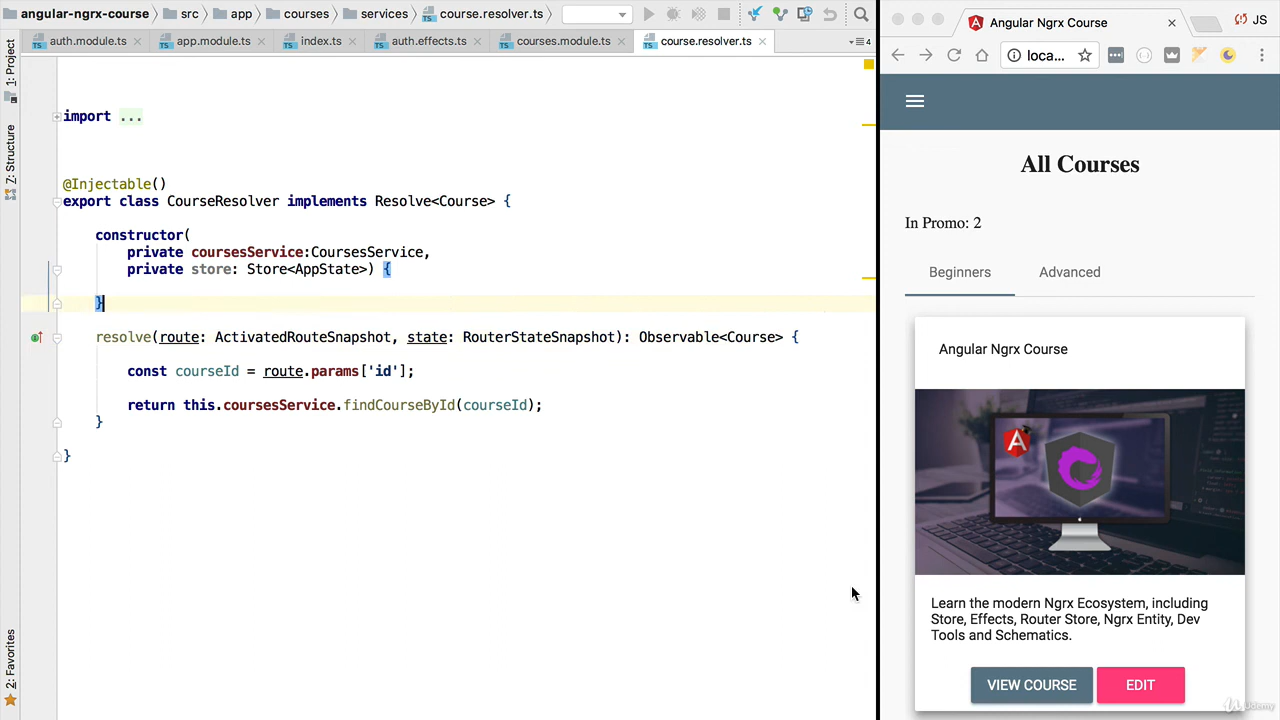 angular-ngrx-course src app courses services course.resolver.ts
auth.module.ts app.module.ts index.ts auth.effects.ts courses.module.ts course.resolver.ts 4
1: Project
7: Structure
2: Favorites
import ...
@Injectable()
export class CourseResolver implements Resolve<Course> {
constructor(
private coursesService:CoursesService,
private store: Store<AppState>) {
}
resolve(route: ActivatedRouteSnapshot, state: RouterStateSnapshot): Observable<Course> {
const courseId = route.params['id'];
return this.coursesService.findCourseById(courseId);
}
}
Angular Ngrx Course
JS
loca...
All Courses
In Promo: 2
Beginners Advanced
Angular Ngrx Course
Learn the modern Ngrx Ecosystem, including
Store, Effects, Router Store, Ngrx Entity, Dev
Tools and Schematics.
VIEW COURSE EDIT
Udemy